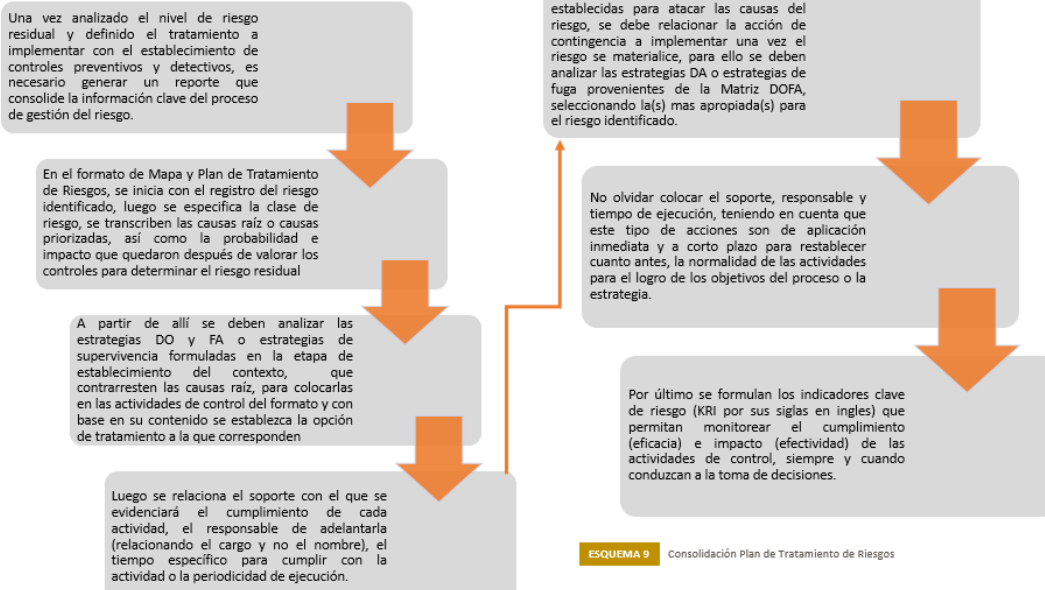 Una vez analizado el nivel de riesgo
residual y definido el tratamiento a
implementar con el establecimiento de
controles preventivos y detectivos, es
necesario generar un reporte que
consolide la información clave del proceso
de gestión del riesgo.
En el formato de Mapa y Plan de Tratamiento
de Riesgos, se inicia con el registro del riesgo
identificado, luego se especifica la clase de
riesgo, se transcriben las causas raíz o causas
priorizadas, así como la probabilidad e
impacto que quedaron después de valorar los
controles para determinar el riesgo residual
A partir de allí se deben analizar las
estrategias DO y FA o estrategias de
supervivencia formuladas en la etapa de
establecimiento del contexto, que
contrarresten las causas raíz, para colocarlas
en las actividades de control del formato y con
base en su contenido se establezca la opción
de tratamiento a la que corresponden
Luego se relaciona el soporte con el que se
evidenciará el cumplimiento de cada
actividad, el responsable de adelantarla
(relacionando el cargo y no el nombre), el
tiempo específico para cumplir con la
actividad o la periodicidad de ejecución.
establecidas para atacar las causas del
riesgo, se debe relacionar la acción de
contingencia a implementar una vez el
riesgo se materialice, para ello se deben
analizar las estrategias DA o estrategias de
fuga provenientes de la Matriz DOFA,
seleccionando la(s) mas apropiada(s) para
el riesgo identificado.
No olvidar colocar el soporte, responsable y
tiempo de ejecución, teniendo en cuenta que
este tipo de acciones son de aplicación
inmediata y a corto plazo para restablecer
cuanto antes, la normalidad de las actividades
para el logro de los objetivos del proceso o la
estrategia.
Por último se formulan los indicadores clave
de riesgo (KRI por sus siglas en ingles) que
permitan monitorear el cumplimiento
(eficacia) e impacto (efectividad) de las
actividades de control, siempre y cuando
conduzcan a la toma de decisiones.
ESQUEMA 9 Consolidación Plan de Tratamiento de Riesgos